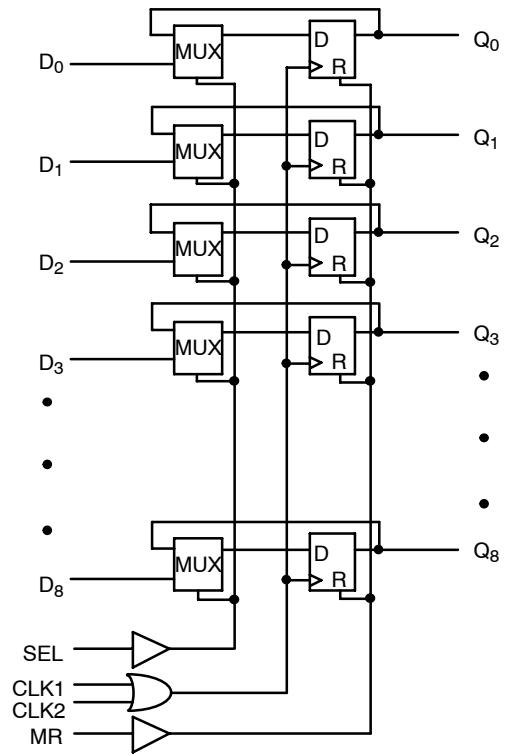 MUX D Q0
D0 R
MUX D Q1
D1 R
MUX D Q2
D2 R
MUX D Q3
D3 R
MUX D Q8
D8 R
SEL
CLK1
CLK2
MR